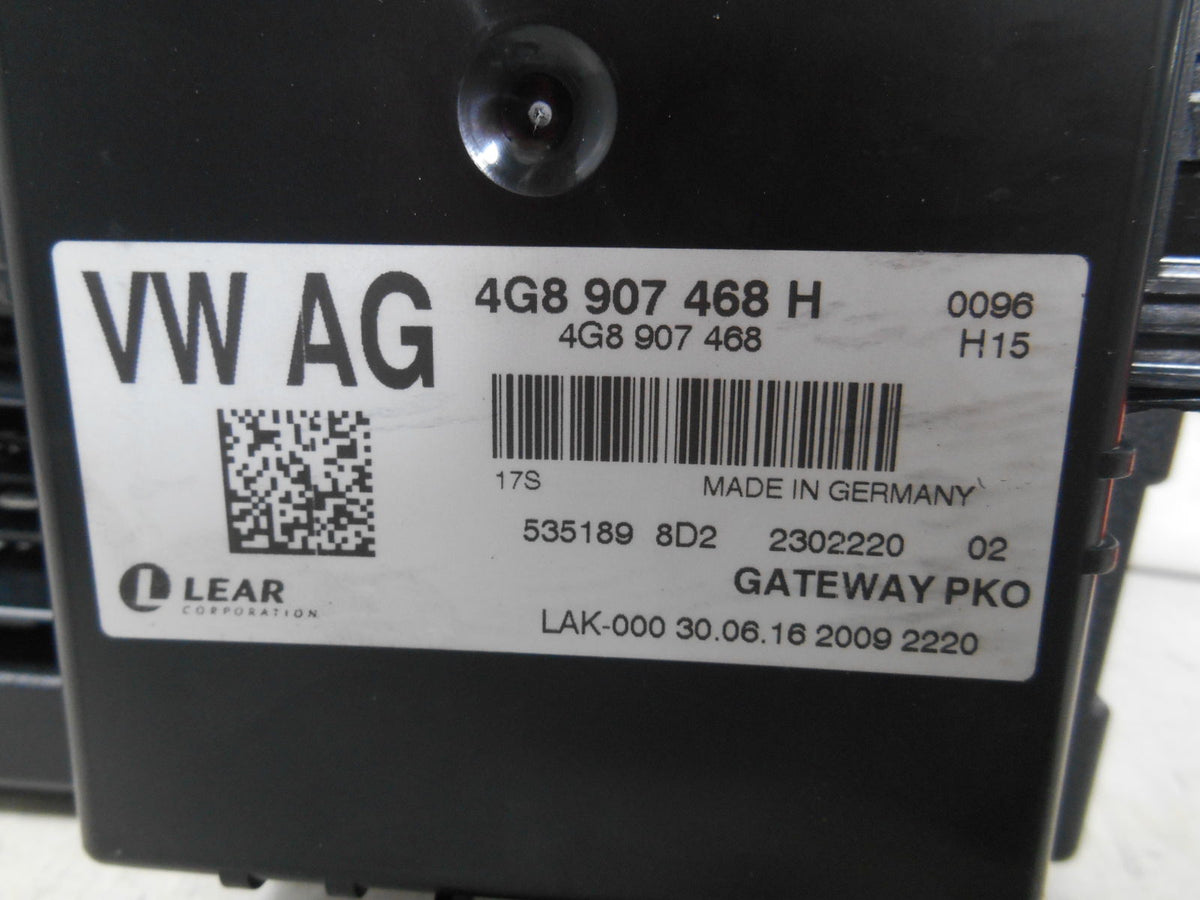 VW AG
4G8 907 468 H 0096
4G8 907 468 H15
17S MADE IN GERMANY
535189 8D2 2302220 02
GATEWAY PKO
LEAR
CORPORATION
LAK-000 30.06.16 2009 2220